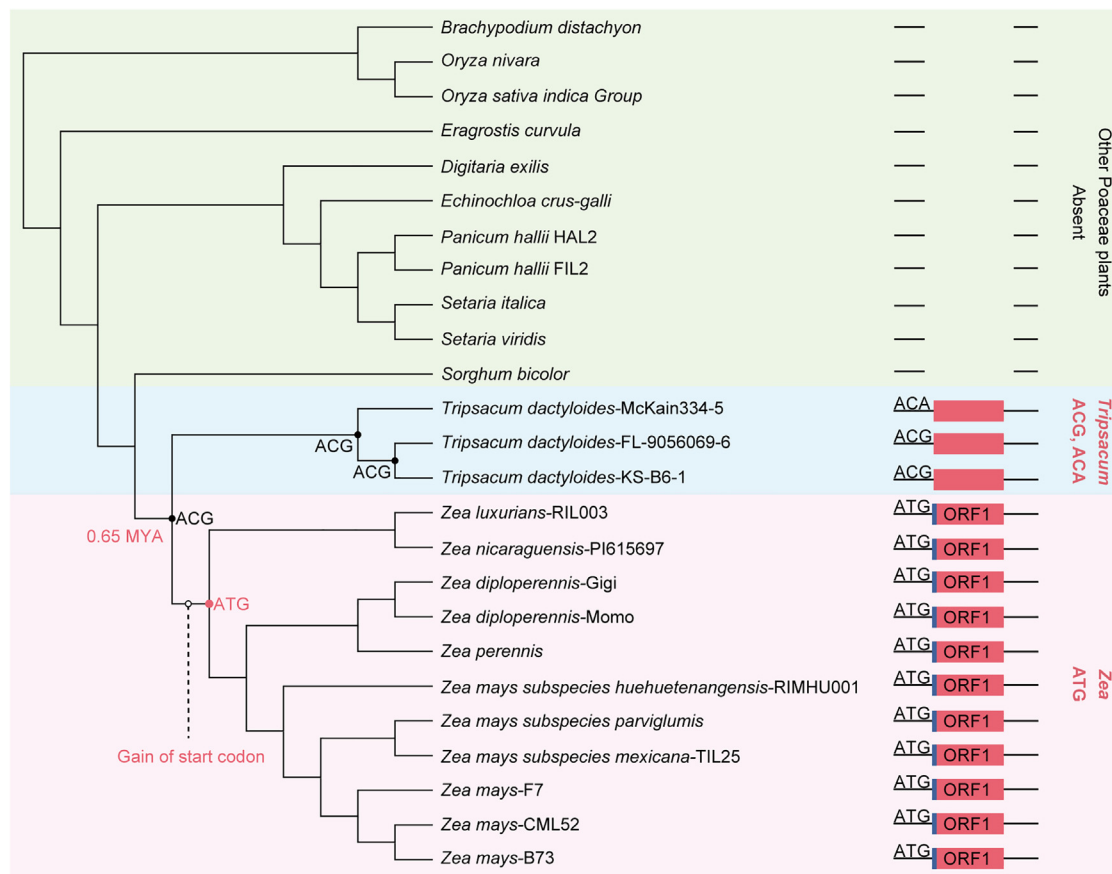 Brachypodium distachyon
Oryza nivara
Oryza sativa indica Group
Eragrostis curvula
Digitaria exilis
Echinochloa crus-galli
Panicum hallii HAL2
Panicum hallii FIL2
Setaria italica
Setaria viridis
Sorghum bicolor
Other Poaceae plants
Absent
Tripsacum dactyloides-McKain334-5
ACA
Tripsacum dactyloides-FL-9056069-6
ACG
Tripsacum dactyloides-KS-B6-1
ACG
ACG
ACG
Tripsacum
ACG, ACA
ACG
0.65 MYA
ATG
Gain of start codon
Zea luxurians-RIL003
ATG ORF1
Zea nicaraguensis-PI615697
ATG ORF1
Zea diploperennis-Gigi
ATG ORF1
Zea diploperennis-Momo
ATG ORF1
Zea perennis
ATG ORF1
Zea mays subspecies huehuetenangensis-RIMHU001
ATG ORF1
Zea mays subspecies parviglumis
ATG ORF1
Zea mays subspecies mexicana-TIL25
ATG ORF1
Zea mays-F7
ATG ORF1
Zea mays-CML52
ATG ORF1
Zea mays-B73
ATG ORF1
Zea
ATG